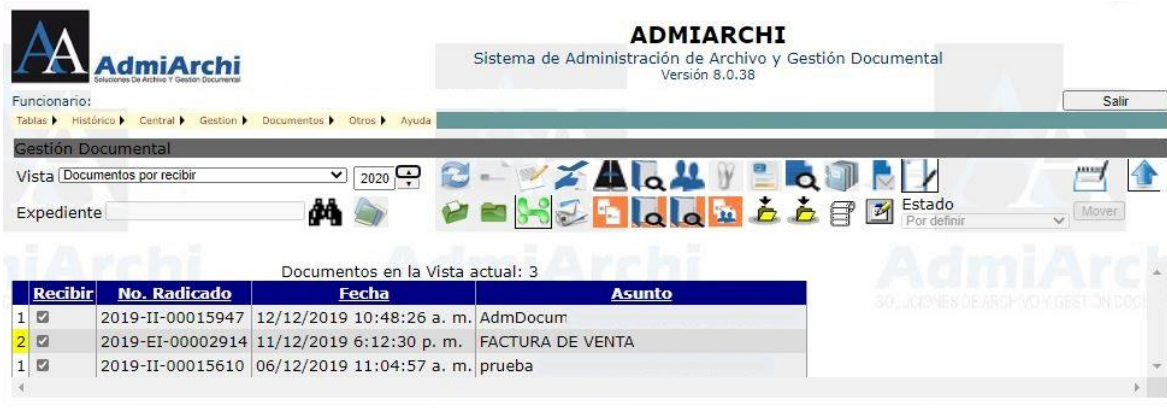 ADMIARCHI
AdmiArchi
Soluciones De Archivo Y Gestión Documental
Sistema de Administración de Archivo y Gestión Documental
Versión 8.0.38
Funcionario:
Salir
Tablas Histórico Central Gestion Documentos Otros Ayuda
Gestión Documental
Vista Documentos por recibir 2020
Expediente
Estado
Por definir Mover
Documentos en la Vista actual: 3
Recibir No. Radicado Fecha Asunto
1 2019-II-00015947 12/12/2019 10:48:26 a. m. AdmDocum
2 2019-EI-00002914 11/12/2019 6:12:30 p. m. FACTURA DE VENTA
1 2019-II-00015610 06/12/2019 11:04:57 a. m. prueba
AdmiArchi